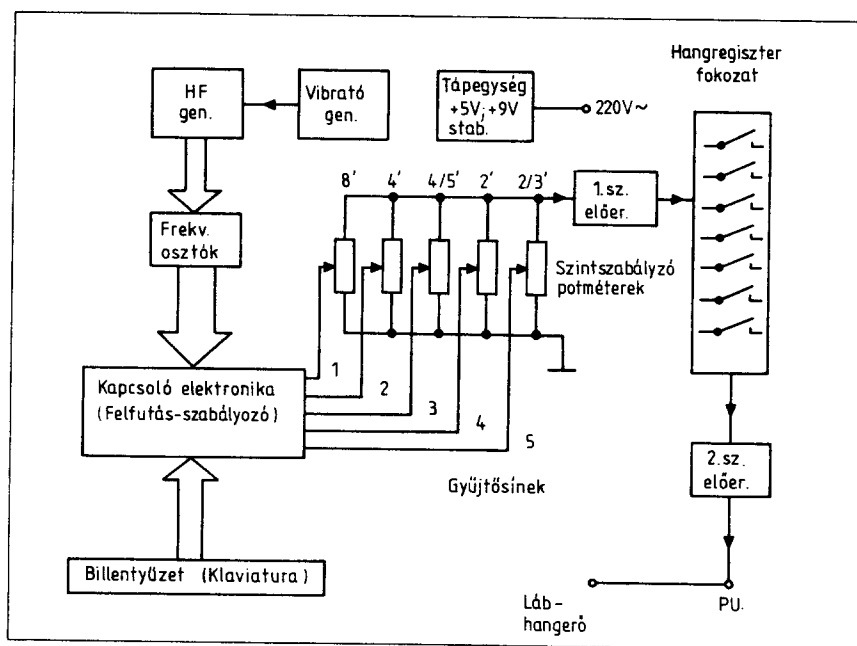 Hangregiszter
fokozat
HF
gen.
Vibrató
gen.
Tápegység
+5V; +9V
stab.
220V~
8' 4' 4/5' 2' 2/3'
1.sz.
előer.
Frekv.
osztók
Szintszabályzó
potméterek
Kapcsoló elektronika
(Felfutás-szabályozó)
1
2
3
4
5
Gyűjtősínek
2.sz.
előer.
Billentyűzet (Klaviatura)
Láb-
hangerő
PU.